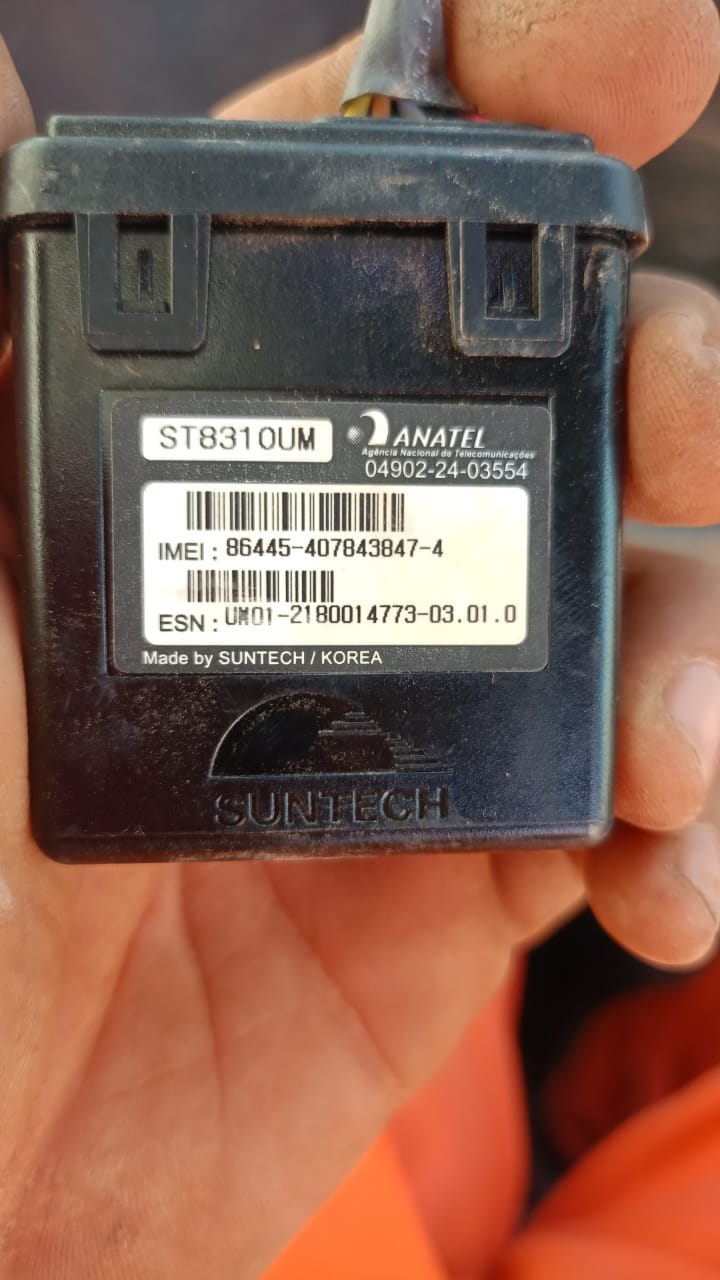 ST8310UM
ANATEL
Agência Nacional de Telecomunicações
04902-24-03554
IMEI : 86445-407843847-4
ESN : UM01-2180014773-03.01.0
Made by SUNTECH / KOREA
SUNTECH